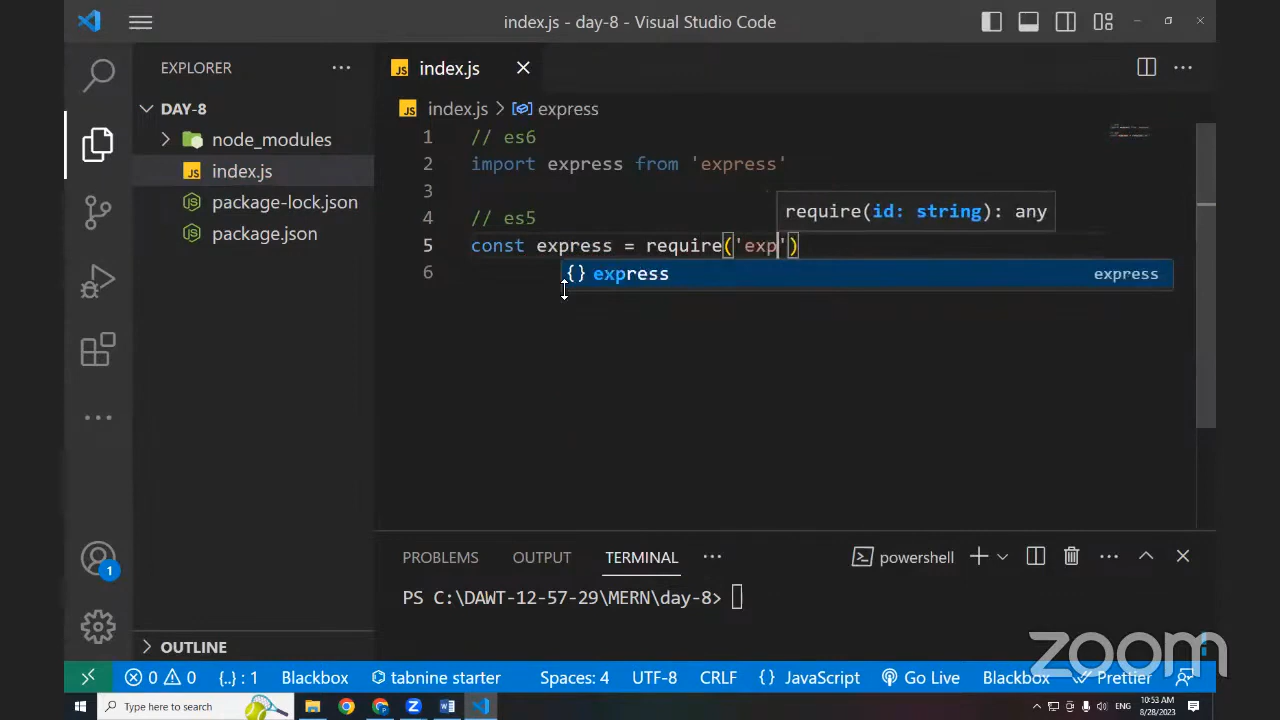 index.js - day-8 - Visual Studio Code
EXPLORER
index.js
DAY-8
node_modules
index.js
package-lock.json
package.json
index.js > express
1 // es6
2 import express from 'express'
3
4 // es5
5 const express = require('exp')
6
require(id: string): any
{} express express
PROBLEMS OUTPUT TERMINAL powershell
PS C:\DAWT-12-57-29\MERN\day-8>
1
OUTLINE
zoom
0 0 {..} : 1 Blackbox tabnine starter Spaces: 4 UTF-8 CRLF {} JavaScript Go Live Blackbox Prettier
Type here to search
ENG
10:53 AM
8/28/2023